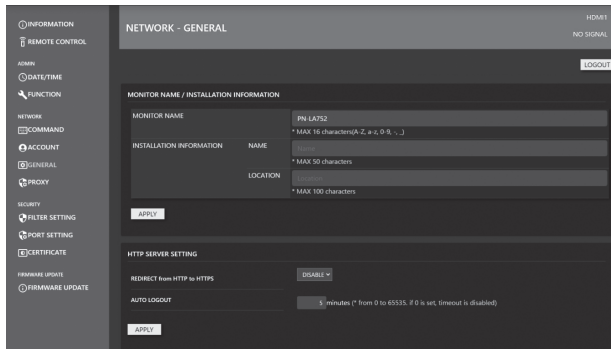 INFORMATION
REMOTE CONTROL
ADMIN
DATE/TIME
FUNCTION
NETWORK
COMMAND
ACCOUNT
GENERAL
PROXY
SECURITY
FILTER SETTING
PORT SETTING
CERTIFICATE
FIRMWARE UPDATE
FIRMWARE UPDATE
NETWORK - GENERAL
HDMI1
NO SIGNAL
LOGOUT
MONITOR NAME / INSTALLATION INFORMATION
MONITOR NAME
PN-LA752
* MAX 16 characters(A-Z, a-z, 0-9, -, _)
INSTALLATION INFORMATION NAME
Name
* MAX 50 characters
LOCATION
Location
* MAX 100 characters
APPLY
HTTP SERVER SETTING
REDIRECT from HTTP to HTTPS DISABLE
AUTO LOGOUT 5 minutes (* from 0 to 65535. if 0 is set, timeout is disabled)
APPLY